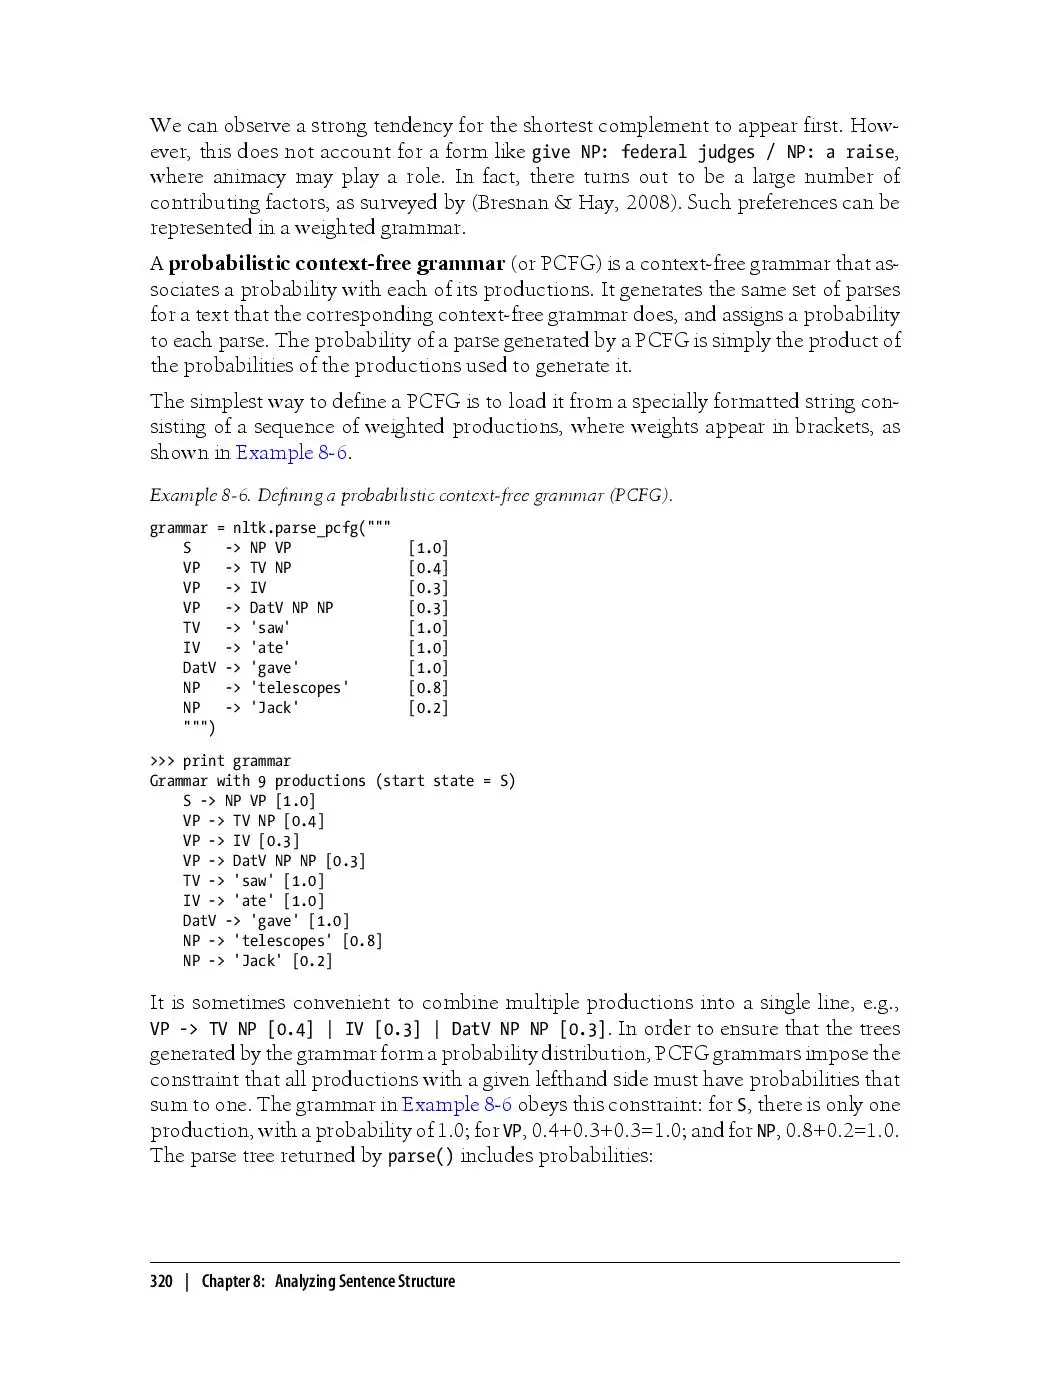 We can observe a strong tendency for the shortest complement to appear first. How-
ever, this does not account for a form like give NP: federal judges / NP: a raise,
where animacy may play a role. In fact, there turns out to be a large number of
contributing factors, as surveyed by (Bresnan & Hay, 2008). Such preferences can be
represented in a weighted grammar.
A probabilistic context-free grammar (or PCFG) is a context-free grammar that as-
sociates a probability with each of its productions. It generates the same set of parses
for a text that the corresponding context-free grammar does, and assigns a probability
to each parse. The probability of a parse generated by a PCFG is simply the product of
the probabilities of the productions used to generate it.
The simplest way to define a PCFG is to load it from a specially formatted string con-
sisting of a sequence of weighted productions, where weights appear in brackets, as
shown in Example 8-6.
Example 8-6. Defining a probabilistic context-free grammar (PCFG).
grammar = nltk.parse_pcfg("""
    S    -> NP VP              [1.0]
    VP   -> TV NP              [0.4]
    VP   -> IV                 [0.3]
    VP   -> DatV NP NP         [0.3]
    TV   -> 'saw'              [1.0]
    IV   -> 'ate'              [1.0]
    DatV -> 'gave'             [1.0]
    NP   -> 'telescopes'       [0.8]
    NP   -> 'Jack'             [0.2]
    """)
>>> print grammar
Grammar with 9 productions (start state = S)
    S -> NP VP [1.0]
    VP -> TV NP [0.4]
    VP -> IV [0.3]
    VP -> DatV NP NP [0.3]
    TV -> 'saw' [1.0]
    IV -> 'ate' [1.0]
    DatV -> 'gave' [1.0]
    NP -> 'telescopes' [0.8]
    NP -> 'Jack' [0.2]
It is sometimes convenient to combine multiple productions into a single line, e.g.,
VP -> TV NP [0.4] | IV [0.3] | DatV NP NP [0.3]. In order to ensure that the trees
generated by the grammar form a probability distribution, PCFG grammars impose the
constraint that all productions with a given lefthand side must have probabilities that
sum to one. The grammar in Example 8-6 obeys this constraint: for S, there is only one
production, with a probability of 1.0; for VP, 0.4+0.3+0.3=1.0; and for NP, 0.8+0.2=1.0.
The parse tree returned by parse() includes probabilities:
320 | Chapter 8: Analyzing Sentence Structure